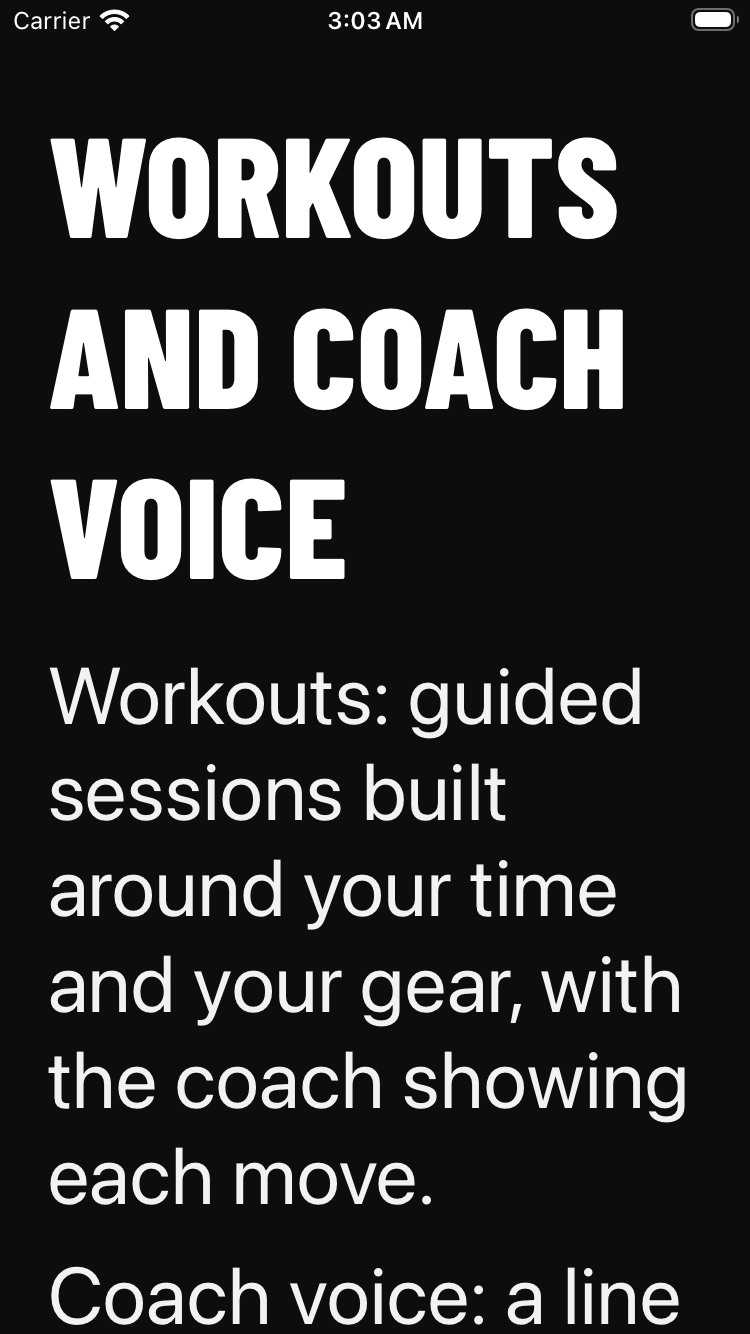 Carrier
3:03 AM
WORKOUTS
AND COACH
VOICE
Workouts: guided
sessions built
around your time
and your gear, with
the coach showing
each move.
Coach voice: a line